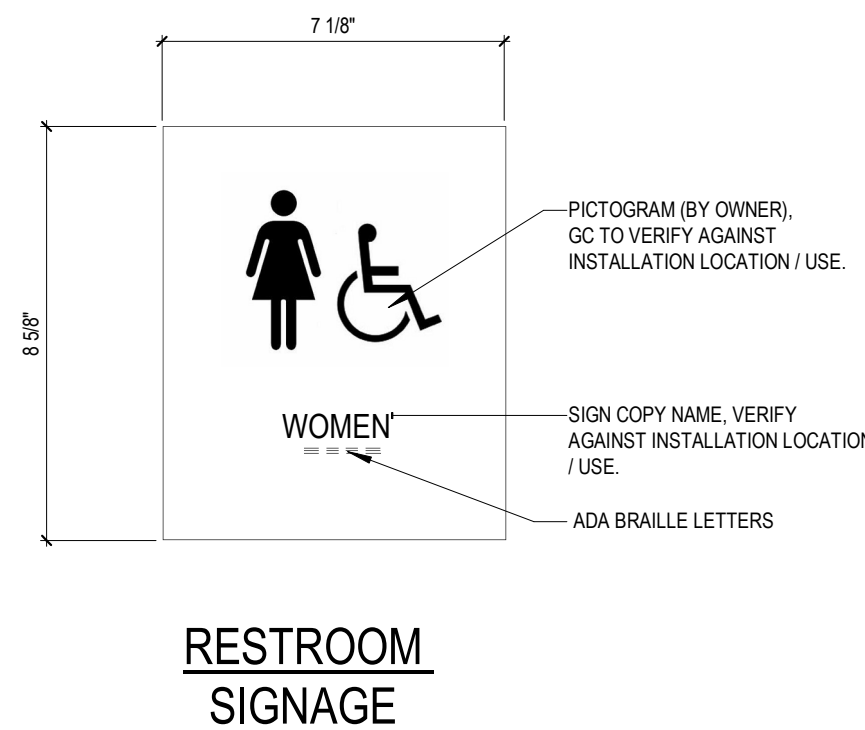 7 1/8"
8 5/8"
PICTOGRAM (BY OWNER),
GC TO VERIFY AGAINST
INSTALLATION LOCATION / USE.
WOMEN
SIGN COPY NAME, VERIFY
AGAINST INSTALLATION LOCATION
/ USE.
ADA BRAILLE LETTERS
RESTROOM
SIGNAGE